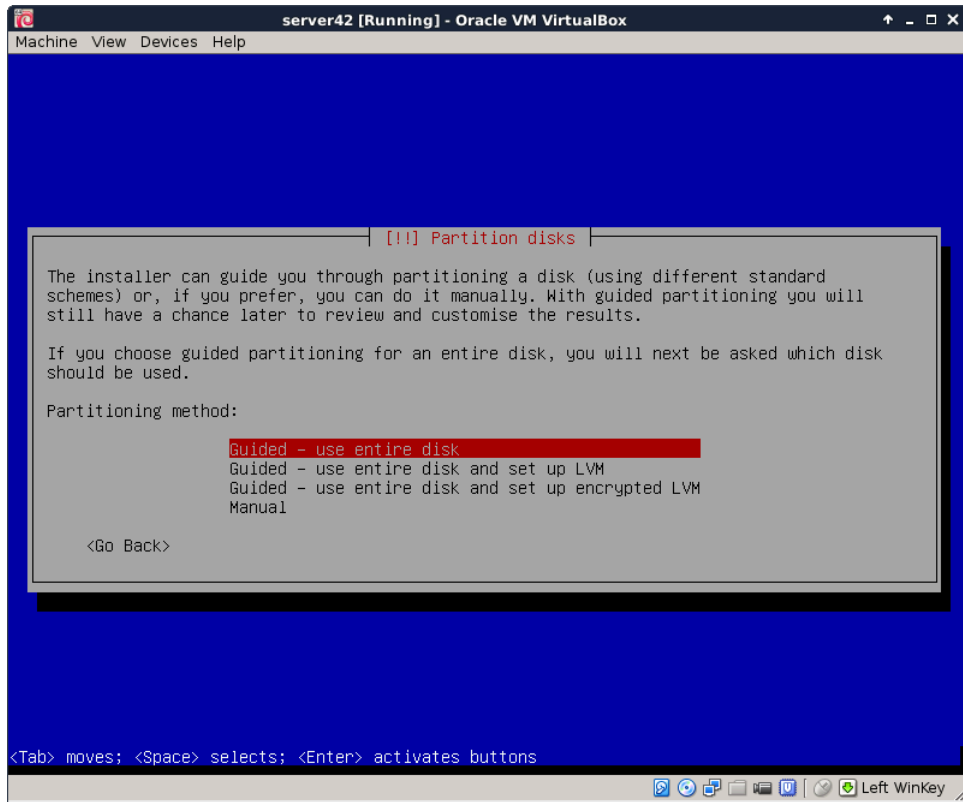 server42 [Running] - Oracle VM VirtualBox
Machine View Devices Help
[!!] Partition disks
The installer can guide you through partitioning a disk (using different standard
schemes) or, if you prefer, you can do it manually. With guided partitioning you will
still have a chance later to review and customise the results.
If you choose guided partitioning for an entire disk, you will next be asked which disk
should be used.
Partitioning method:
Guided - use entire disk
Guided - use entire disk and set up LVM
Guided - use entire disk and set up encrypted LVM
Manual
<Go Back>
<Tab> moves; <Space> selects; <Enter> activates buttons
Left WinKey